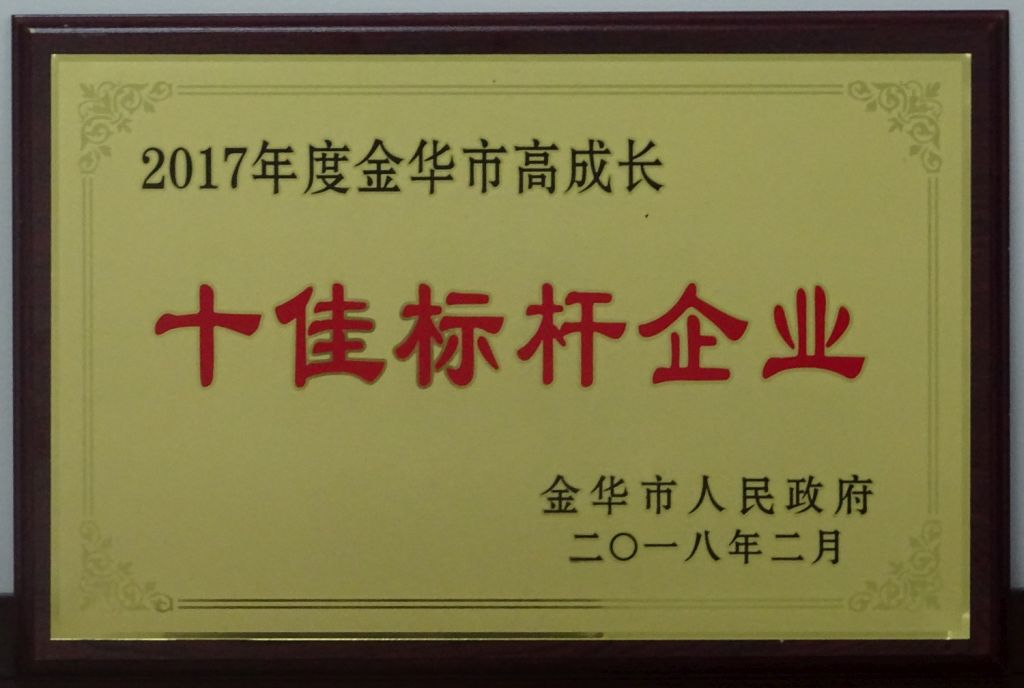 2017年度金华市高成长
十佳标杆企业
金华市人民政府
二〇一八年二月